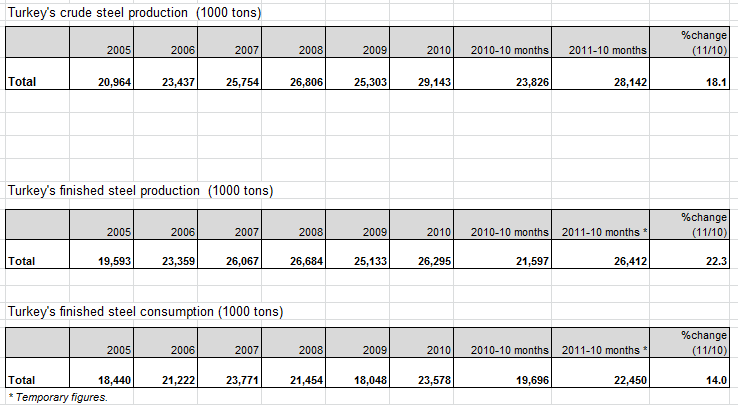 Turkey's crude steel production (1000 tons)
2005 2006 2007 2008 2009 2010 2010-10 months 2011-10 months %change (11/10)
Total 20,964 23,437 25,754 26,806 25,303 29,143 23,826 28,142 18.1
Turkey's finished steel production (1000 tons)
2005 2006 2007 2008 2009 2010 2010-10 months 2011-10 months * %change (11/10)
Total 19,593 23,359 26,067 26,684 25,133 26,295 21,597 26,412 22.3
Turkey's finished steel consumption (1000 tons)
2005 2006 2007 2008 2009 2010 2010-10 months 2011-10 months * %change (11/10)
Total 18,440 21,222 23,771 21,454 18,048 23,578 19,696 22,450 14.0
* Temporary figures.